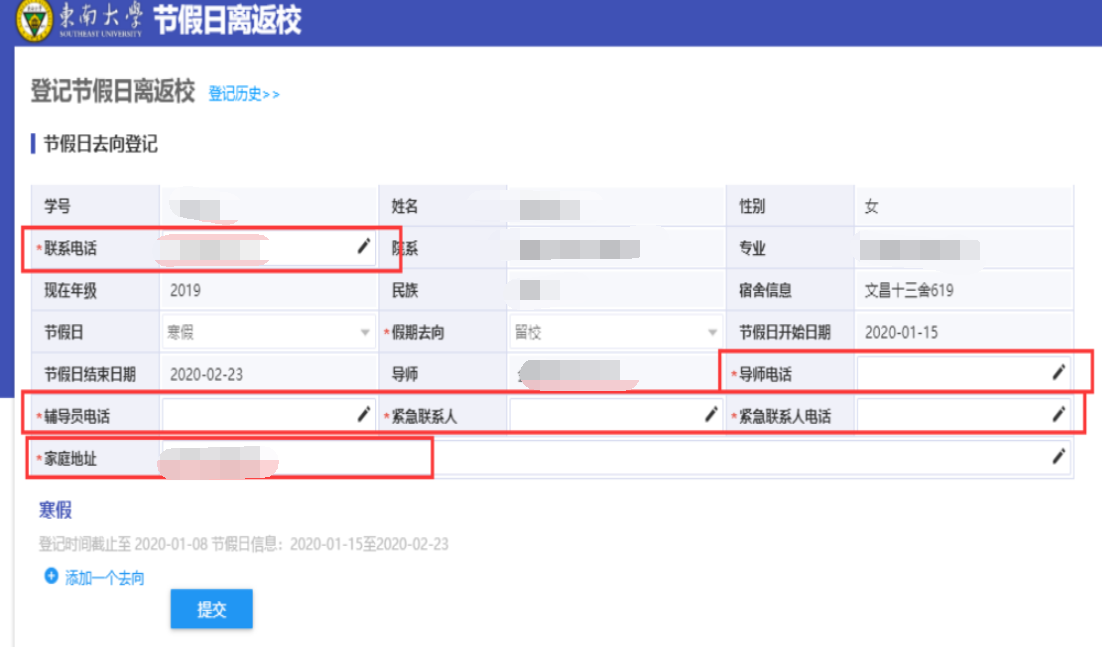 東南大學 节假日离返校
SOUTHEAST UNIVERSITY
登记节假日离返校 登记历史>>
节假日去向登记
学号 姓名 性别 女
*联系电话 院系 专业
现在年级 2019 民族 宿舍信息 文昌十三舍619
节假日 寒假 *假期去向 留校 节假日开始日期 2020-01-15
节假日结束日期 2020-02-23 导师 *导师电话
*辅导员电话 *紧急联系人 *紧急联系人电话
*家庭地址
寒假
登记时间截止至 2020-01-08 节假日信息：2020-01-15至2020-02-23
添加一个去向
提交